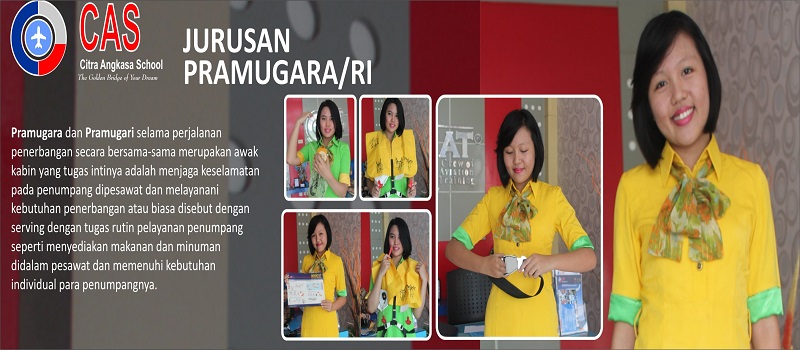 CAS
Citra Angkasa School
The Golden Bridge of Your Dream
JURUSAN
PRAMUGARA/RI
Pramugara dan Pramugari selama perjalanan
penerbangan secara bersama-sama merupakan awak
kabin yang tugas intinya adalah menjaga keselamatan
pada penumpang dipesawat dan melayanani
kebutuhan penerbangan atau biasa disebut dengan
serving dengan tugas rutin pelayanan penumpang
seperti menyediakan makanan dan minuman
didalam pesawat dan memenuhi kebutuhan
individual para penumpangnya.
AT
Aviation
Training